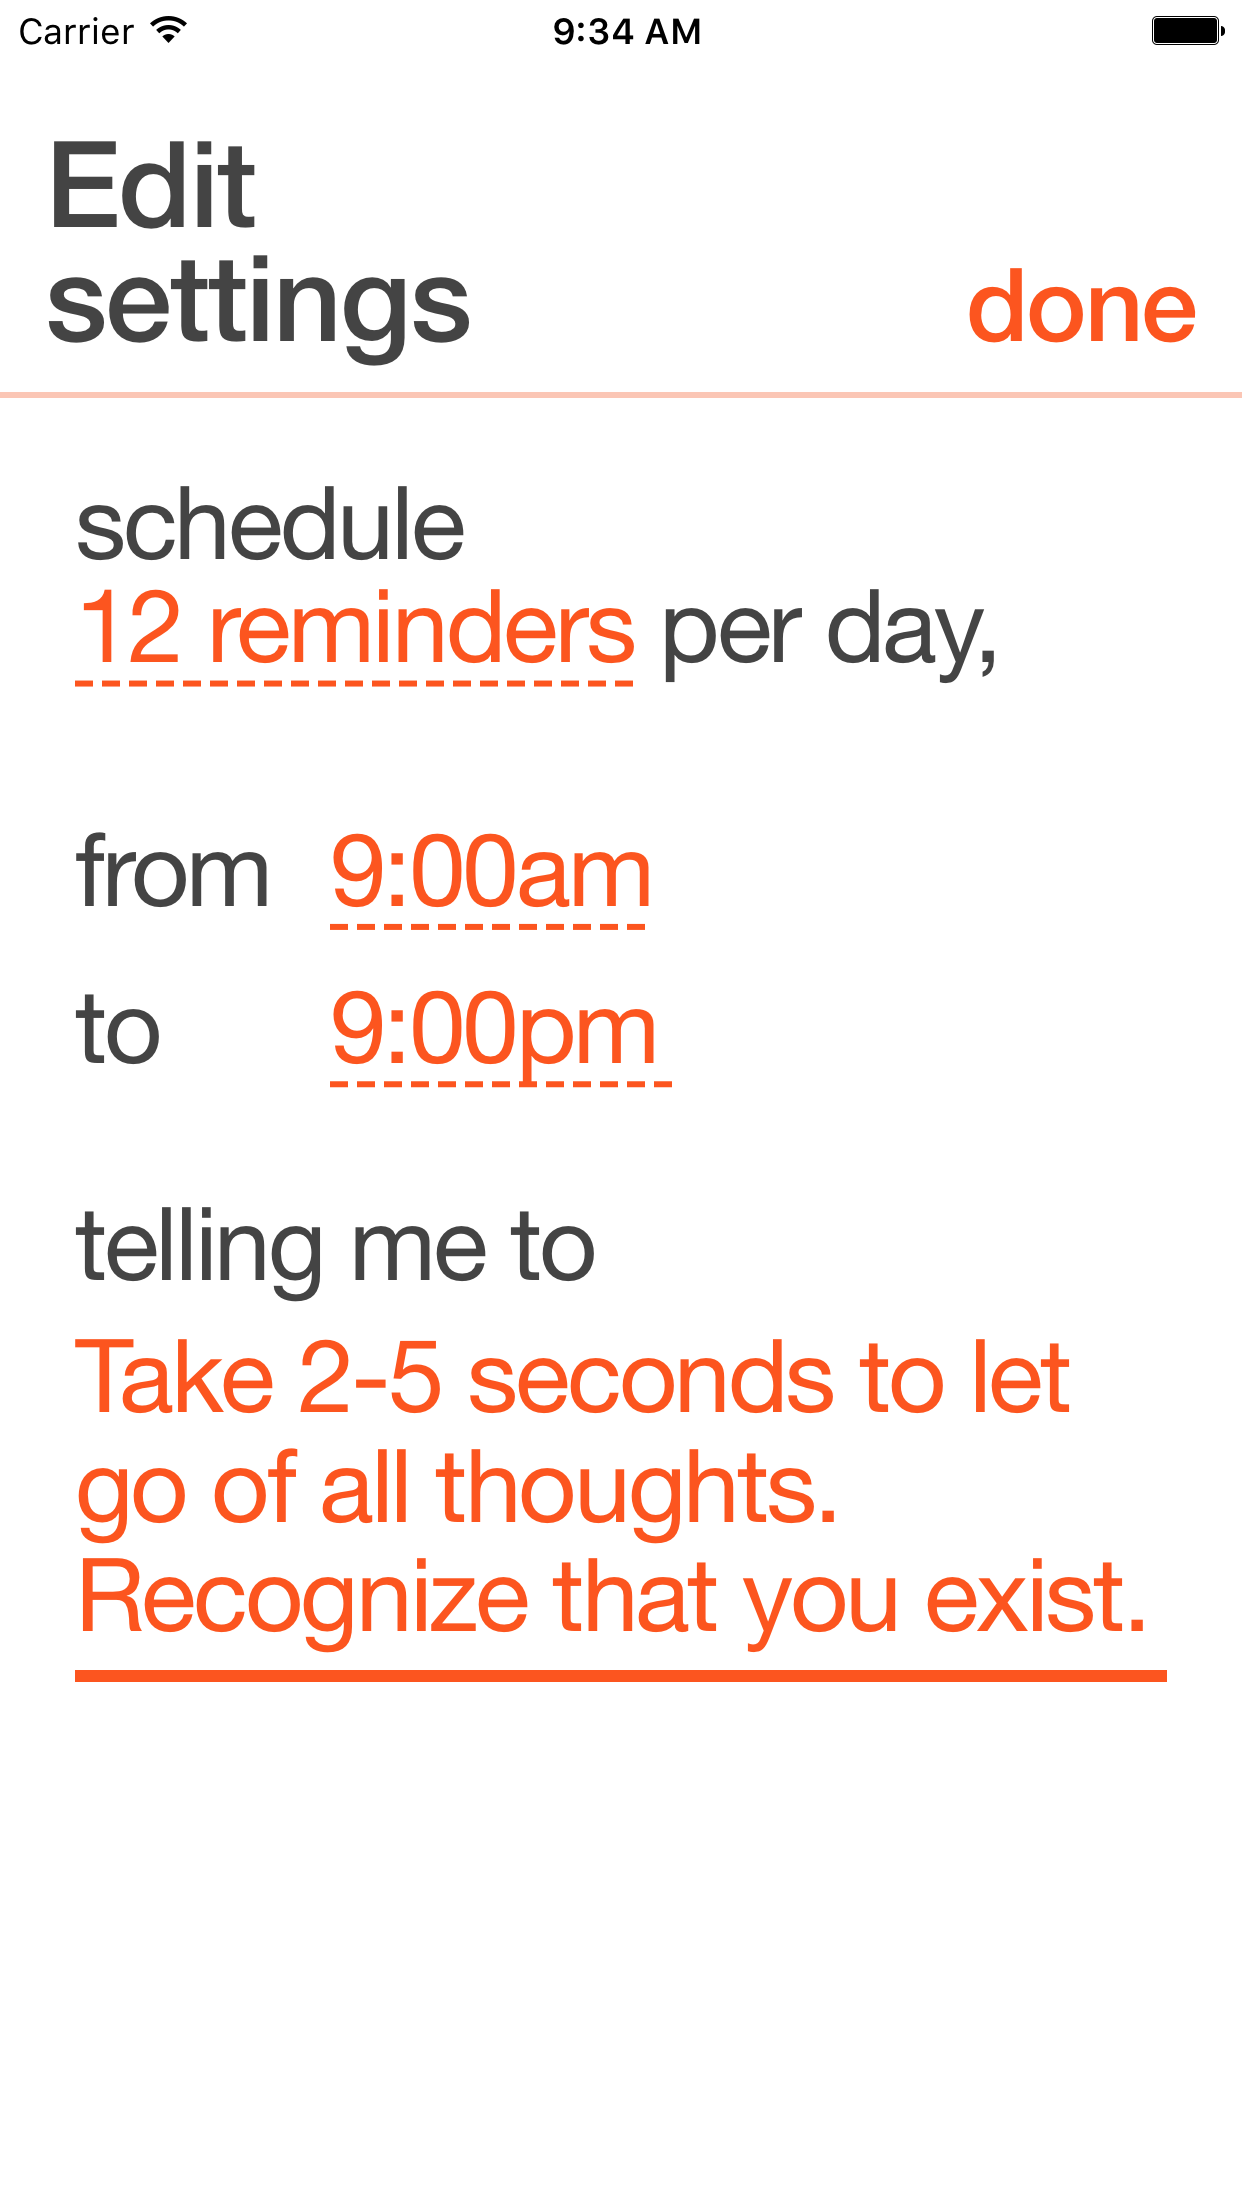 Carrier 9:34 AM
Edit
settings
done
schedule
12 reminders per day,
from 9:00am
to 9:00pm
telling me to
Take 2-5 seconds to let
go of all thoughts.
Recognize that you exist.